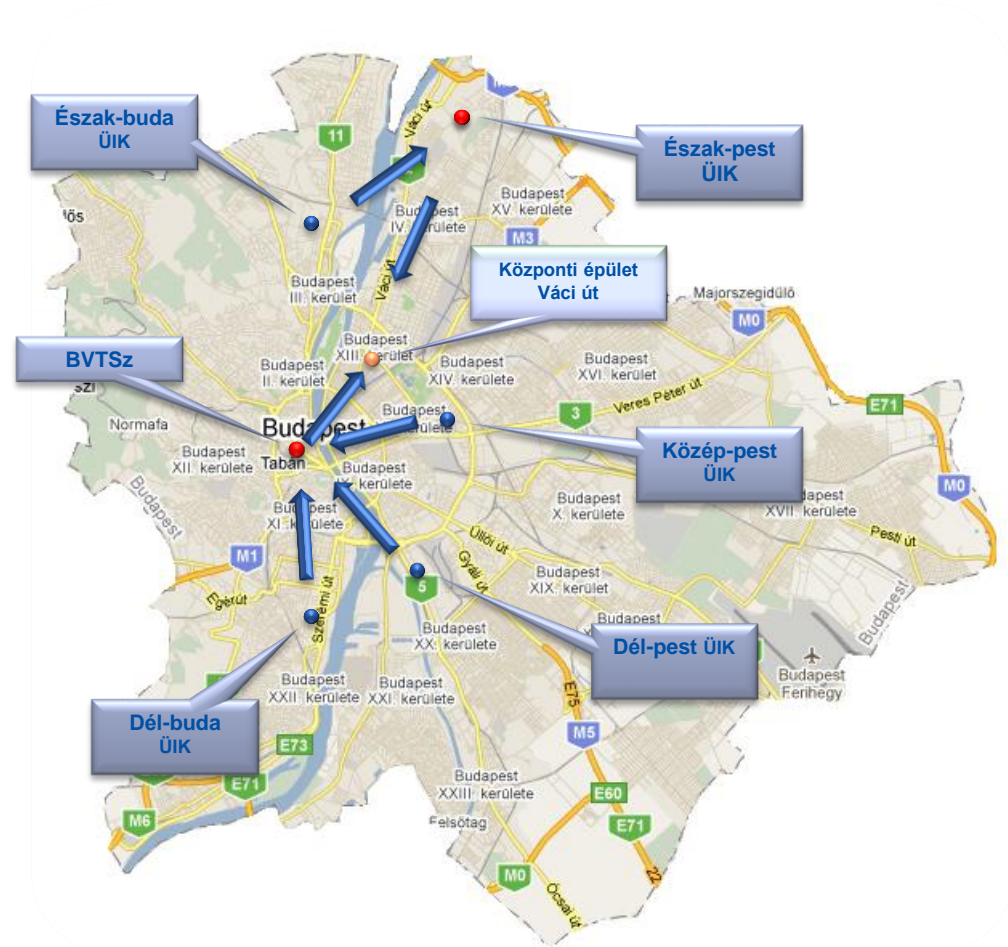 Észak-buda
ÜIK
11
Váci út
Észak-pest
ÜIK
Budapest
XV. kerülete
Budapest
IV. kerülete
M3
Központi épület
Váci út
Budapest
III. kerület
Váci út
Majorszegidűlő
M0
BVTSz
Budapest
XIII. kerület
Budapest
II. kerület
Budapest
XIV. kerülete
Budapest
XVI. kerülete
Veres Péter út
E71
3
Normafa
Budapest
Budapest
Budapest
XII. kerülete
Tabán
Közép-pest
ÜIK
M0
Budapest
IX. kerülete
Budapest
XI. kerülete
Budapest
X. kerülete
Budapest
XVII. kerülete
Budapest
Üllői út
Pesti út
M1
Gyáli út
Egérút
5
Budapest
XIX. kerülete
Budapest
Szerémi út
Budapest
XX. kerülete
Dél-pest ÜIK
Budapest
Ferihegy
Budapest
XXII. kerülete
Budapest
XXI. kerülete
E75
Dél-buda
ÜIK
M5
E73
E71
Budapest
XXIII. kerülete
E60
M6
Felsőtag
E71
M0
Ócsai út
22